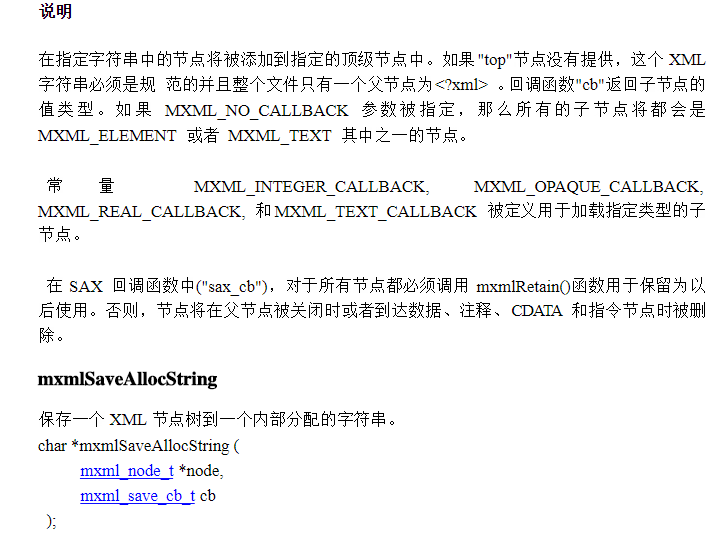 说明
在指定字符串中的节点将被添加到指定的顶级节点中。如果"top"节点没有提供，这个 XML
字符串必须是规 范的并且整个文件只有一个父节点为<?xml> 。回调函数"cb"返回子节点的
值类型。如果 MXML_NO_CALLBACK 参数被指定，那么所有的子节点将都会是
MXML_ELEMENT 或者 MXML_TEXT 其中之一的节点。
常量 MXML_INTEGER_CALLBACK, MXML_OPAQUE_CALLBACK,
MXML_REAL_CALLBACK, 和 MXML_TEXT_CALLBACK 被定义用于加载指定类型的子
节点。
在 SAX 回调函数中("sax_cb")，对于所有节点都必须调用 mxmlRetain()函数用于保留为以
后使用。否则，节点将在父节点被关闭时或者到达数据、注释、CDATA 和指令节点时被删
除。
mxmlSaveAllocString
保存一个 XML 节点树到一个内部分配的字符串。
char *mxmlSaveAllocString (
mxml_node_t *node,
mxml_save_cb_t cb
);